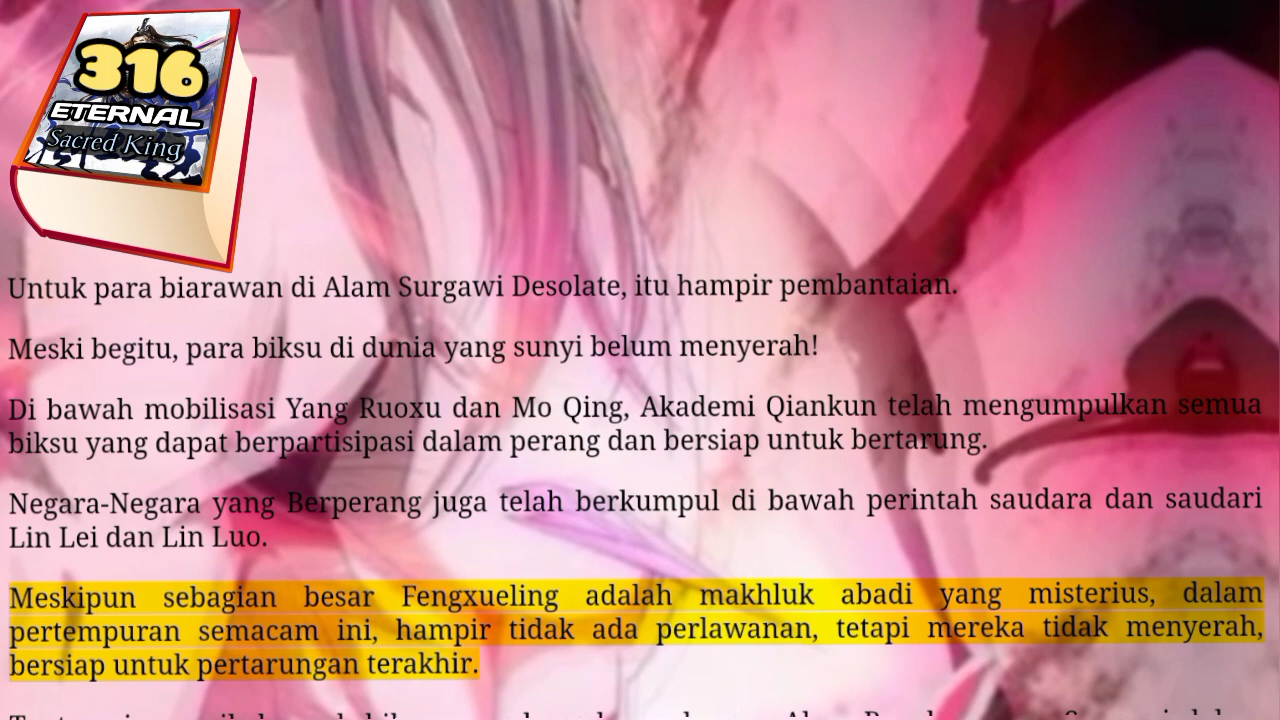 316
ETERNAL
Sacred King
Untuk para biarawan di Alam Surgawi Desolate, itu hampir pembantaian.
Meski begitu, para biksu di dunia yang sunyi belum menyerah!
Di bawah mobilisasi Yang Ruoxu dan Mo Qing, Akademi Qiankun telah mengumpulkan semua
biksu yang dapat berpartisipasi dalam perang dan bersiap untuk bertarung.
Negara-Negara yang Berperang juga telah berkumpul di bawah perintah saudara dan saudari
Lin Lei dan Lin Luo.
Meskipun sebagian besar Fengxueling adalah makhluk abadi yang misterius, dalam
pertempuran semacam ini, hampir tidak ada perlawanan, tetapi mereka tidak menyerah,
bersiap untuk pertarungan terakhir.